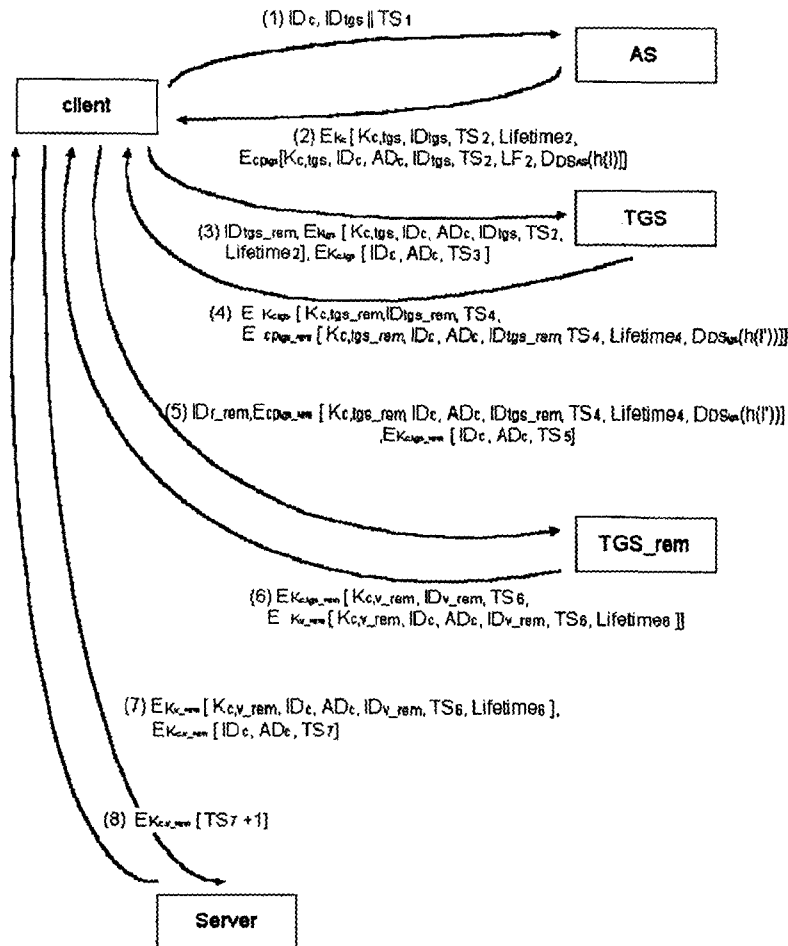 (1) IDc, IDtgs || TS1
AS
client
(2) EKc [ Kc,tgs, IDtgs, TS2, Lifetime2,
Ecptgs[Kc,tgs, IDc, ADc, IDtgs, TS2, LF2, DDSAS(h(I)]]
TGS
(3) IDtgs_rem, EKtgs [ Kc,tgs, IDc, ADc, IDtgs, TS2,
Lifetime2], EKc,tgs [ IDc, ADc, TS3 ]
(4) E Kc,tgs [ Kc,tgs_rem,IDtgs_rem, TS4,
E cptgs_rem [ Kc,tgs_rem, IDc, ADc, IDtgs_rem, TS4, Lifetime4, DDStgs(h(I'))]]
(5) IDr_rem,Ecptgs_rem [ Kc,tgs_rem, IDc, ADc, IDtgs_rem, TS4, Lifetime4, DDStgs(h(I'))]
,EKc,tgs_rem [ IDc, ADc, TS5]
TGS_rem
(6) EKc,tgs_rem [ Kc,v_rem, IDv_rem, TS6,
E Kv_rem [ Kc,v_rem, IDc, ADc, IDv_rem, TS6, Lifetime6 ]]
(7) EKv_rem [ Kc,v_rem, IDc, ADc, IDv_rem, TS6, Lifetime6 ],
EKc,v_rem [ IDc, ADc, TS7]
(8) EKc,v_rem [TS7 +1]
Server